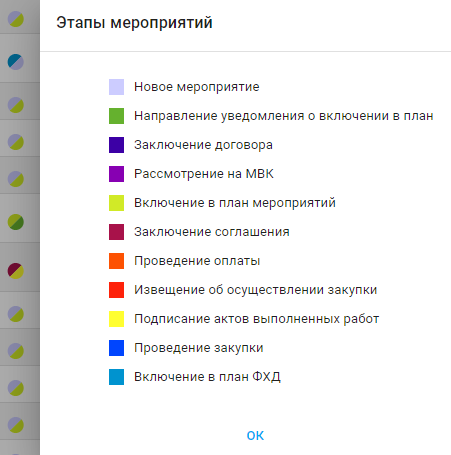 Этапы мероприятий
Новое мероприятие
Направление уведомления о включении в план
Заключение договора
Рассмотрение на МВК
Включение в план мероприятий
Заключение соглашения
Проведение оплаты
Извещение об осуществлении закупки
Подписание актов выполненных работ
Проведение закупки
Включение в план ФХД
ОК